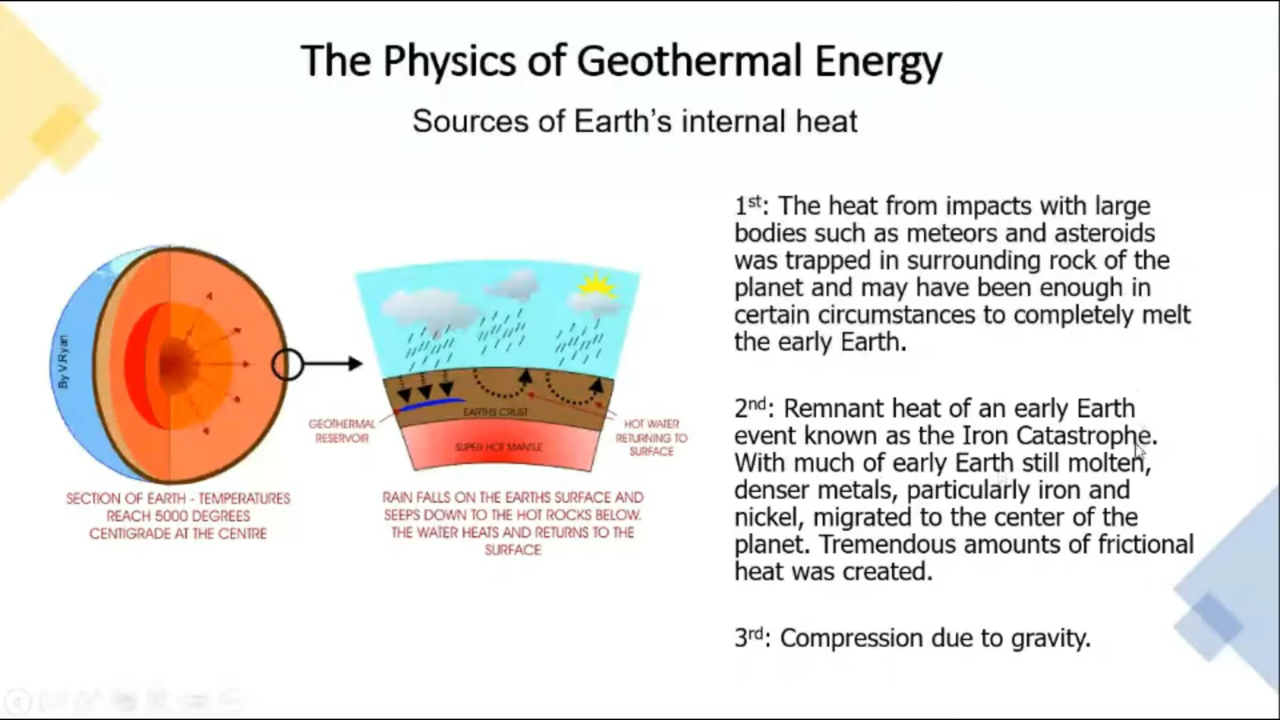 The Physics of Geothermal Energy
Sources of Earth's internal heat
By V.Ryan
SECTION OF EARTH - TEMPERATURES
REACH 5000 DEGREES
CENTIGRADE AT THE CENTRE
GEOTHERMAL
RESERVOIR
EARTHS CRUST
SUPER HOT MANTLE
HOT WATER
RETURNING TO
SURFACE
RAIN FALLS ON THE EARTHS SURFACE AND
SEEPS DOWN TO THE HOT ROCKS BELOW.
THE WATER HEATS AND RETURNS TO THE
SURFACE
1st: The heat from impacts with large
bodies such as meteors and asteroids
was trapped in surrounding rock of the
planet and may have been enough in
certain circumstances to completely melt
the early Earth.
2nd: Remnant heat of an early Earth
event known as the Iron Catastrophe.
With much of early Earth still molten,
denser metals, particularly iron and
nickel, migrated to the center of the
planet. Tremendous amounts of frictional
heat was created.
3rd: Compression due to gravity.